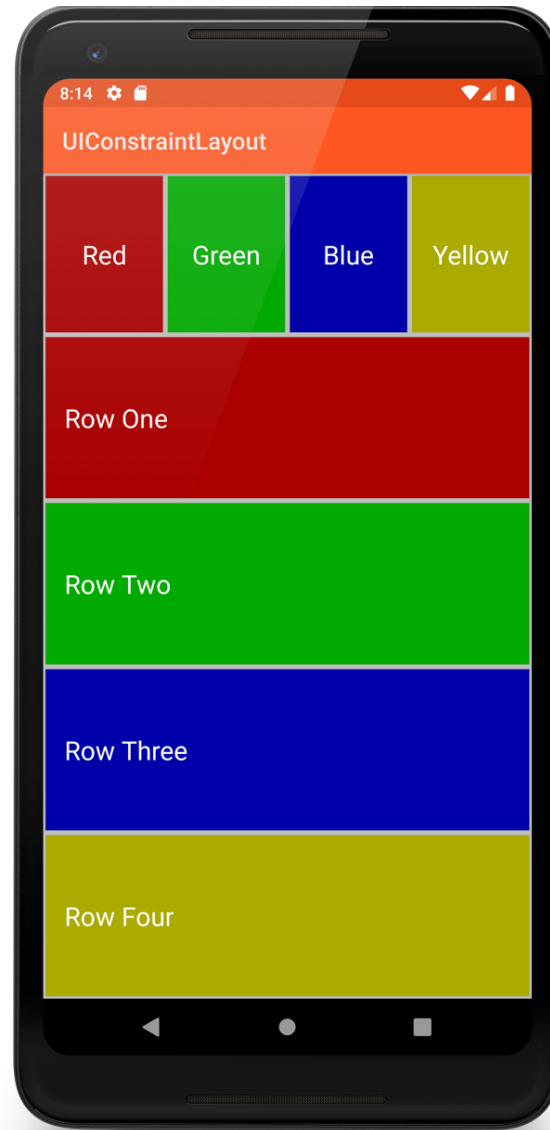 8:14
UIConstraintLayout
Red Green Blue Yellow
Row One
Row Two
Row Three
Row Four